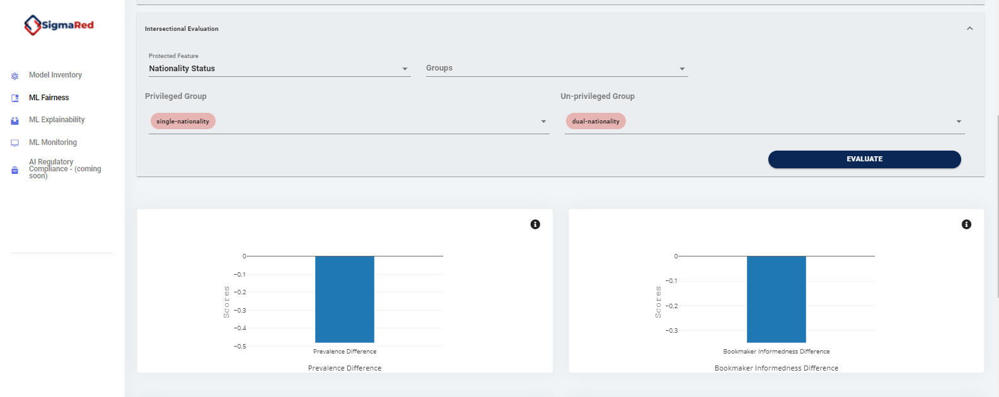 SigmaRed
Model Inventory
ML Fairness
ML Explainability
ML Monitoring
AI Regulatory
Compliance - (coming
soon)
Intersectional Evaluation
Protected Feature
Nationality Status
Groups
Privileged Group
Un-privileged Group
single-nationality
dual-nationality
EVALUATE
0
−0.1
−0.2
−0.3
−0.4
−0.5
Scores
Prevalence Difference
Prevalence Difference
0
−0.1
−0.2
−0.3
Scores
Bookmaker Informedness Difference
Bookmaker Informedness Difference